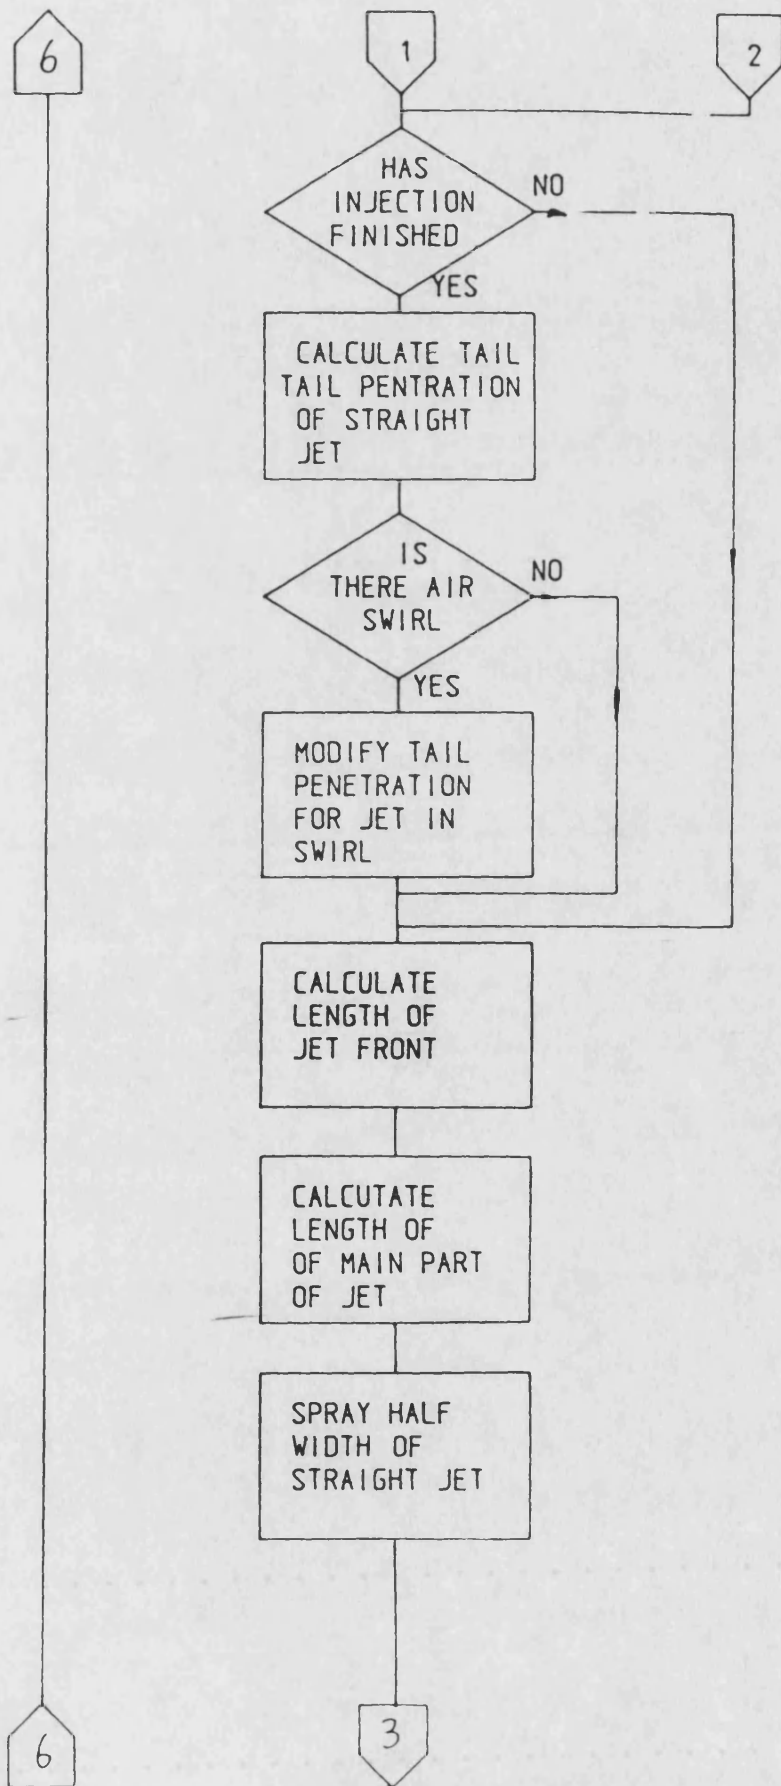 6
1
2
HAS
INJECTION
FINISHED
NO
YES
CALCULATE TAIL
TAIL PENTRATION
OF STRAIGHT
JET
IS
THERE AIR
SWIRL
NO
YES
MODIFY TAIL
PENETRATION
FOR JET IN
SWIRL
CALCULATE
LENGTH OF
JET FRONT
CALCUTATE
LENGTH OF
OF MAIN PART
OF JET
SPRAY HALF
WIDTH OF
STRAIGHT JET
6
3